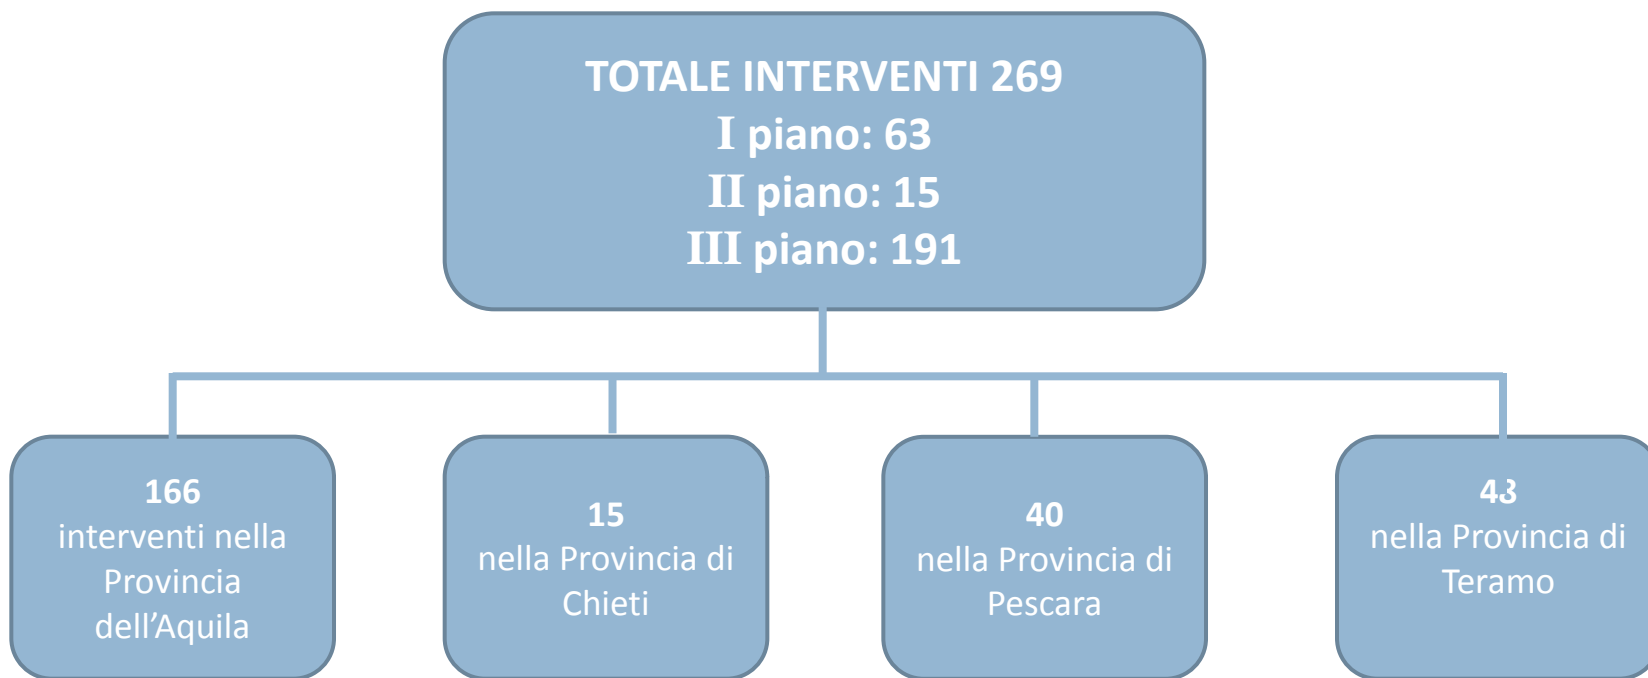 TOTALE INTERVENTI 269
I piano: 63
II piano: 15
III piano: 191
166
interventi nella
Provincia
dell’Aquila
15
nella Provincia di
Chieti
40
nella Provincia di
Pescara
48
nella Provincia di
Teramo